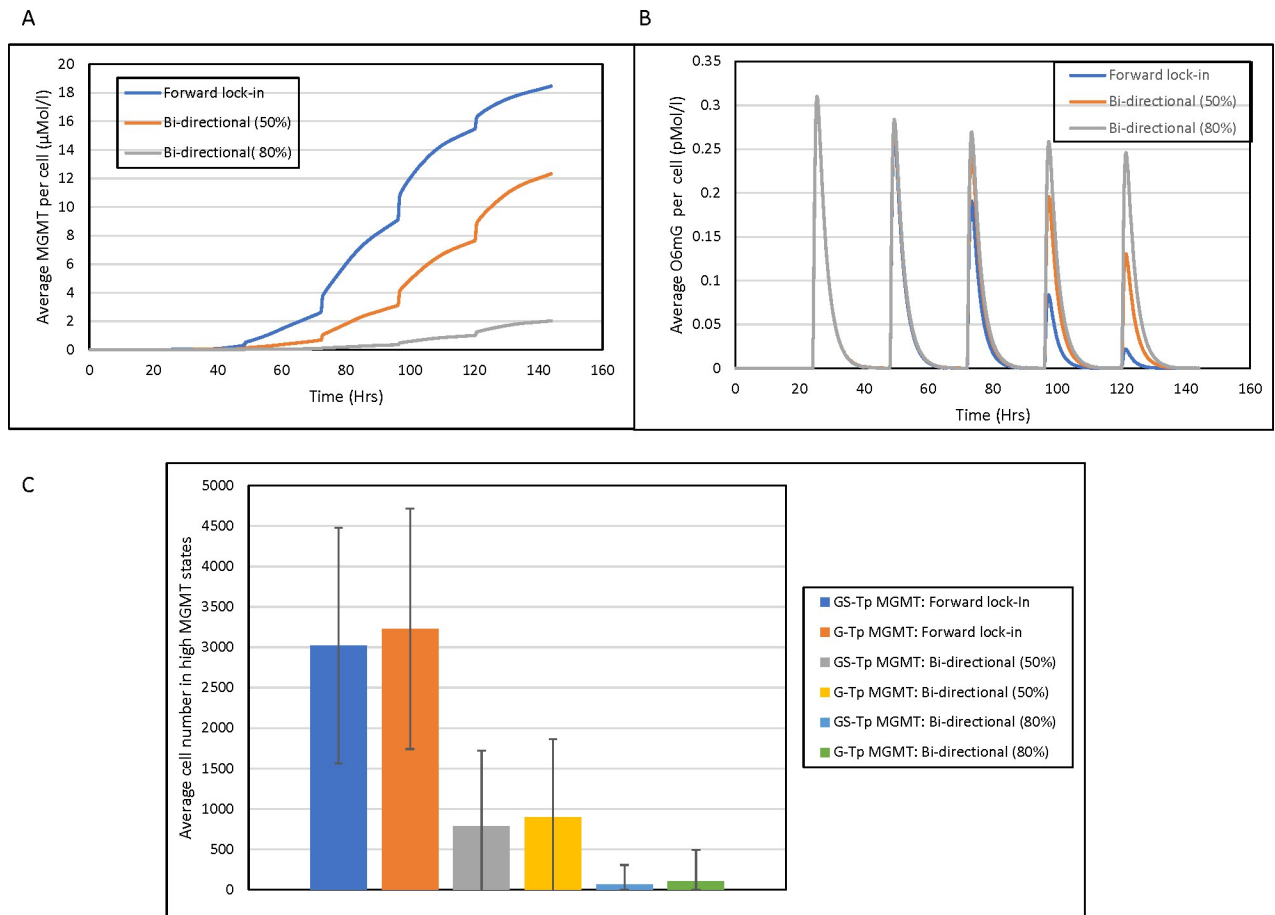 A
Average MGMT per cell (µMol/l)
20
18
16
14
12
10
8
6
4
2
0
Forward lock-in
Bi-directional (50%)
Bi-directional( 80%)
0 20 40 60 80 100 120 140 160
Time (Hrs)
B
Average O6mG per cell (pMol/l)
0.35
0.3
0.25
0.2
0.15
0.1
0.05
0
Forward lock-in
Bi-directional (50%)
Bi-directional (80%)
0 20 40 60 80 100 120 140 160
Time (Hrs)
C
Average cell number in high MGMT states
5000
4500
4000
3500
3000
2500
2000
1500
1000
500
0
GS-Tp MGMT: Forward lock-In
G-Tp MGMT: Forward lock-in
GS-Tp MGMT: Bi-directional (50%)
G-Tp MGMT: Bi-directional (50%)
GS-Tp MGMT: Bi-directional (80%)
G-Tp MGMT: Bi-directional (80%)